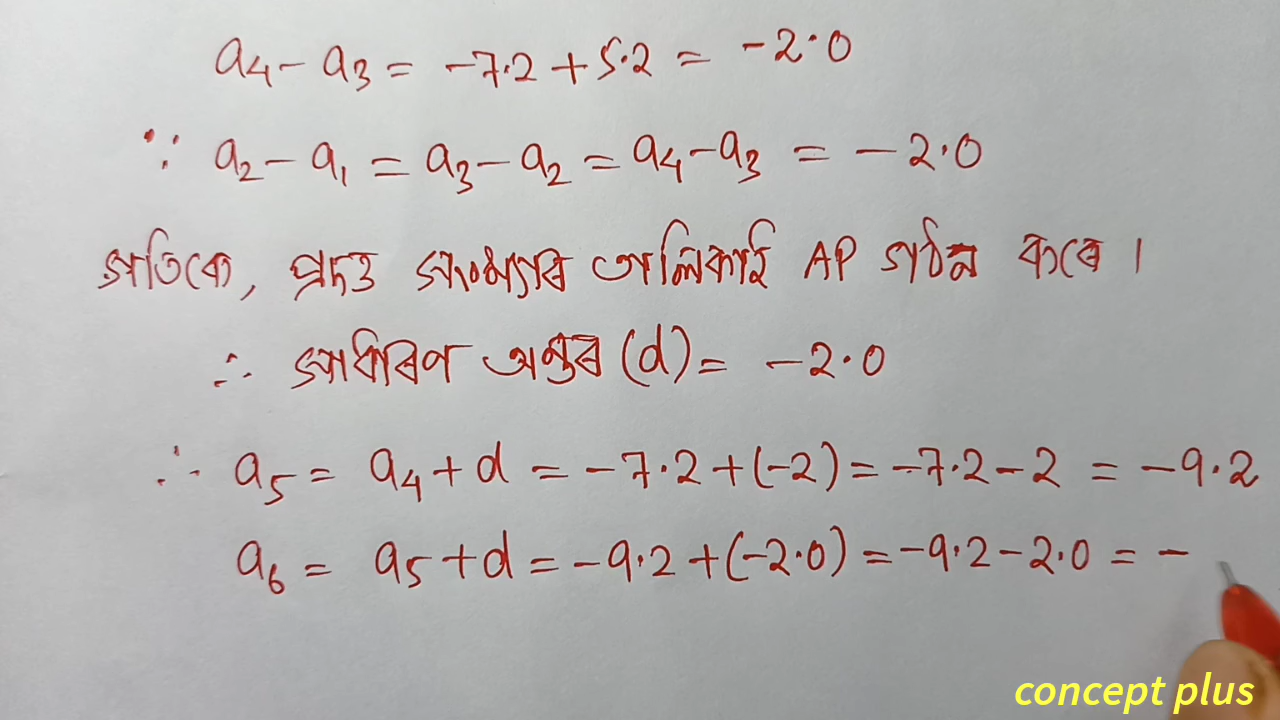 a₄ - a₃ = -7.2 + 5.2 = -2.0
∵ a₂ - a₁ = a₃ - a₂ = a₄ - a₃ = -2.0
গতিকে, প্ৰদত্ত সংখ্যাৰ তালিকাই AP গঠন কৰে।
∴ সাধাৰণ অন্তৰ (d) = -2.0
∴ a₅ = a₄ + d = -7.2 + (-2) = -7.2 - 2 = -9.2
a₆ = a₅ + d = -9.2 + (-2.0) = -9.2 - 2.0 = -
concept plus